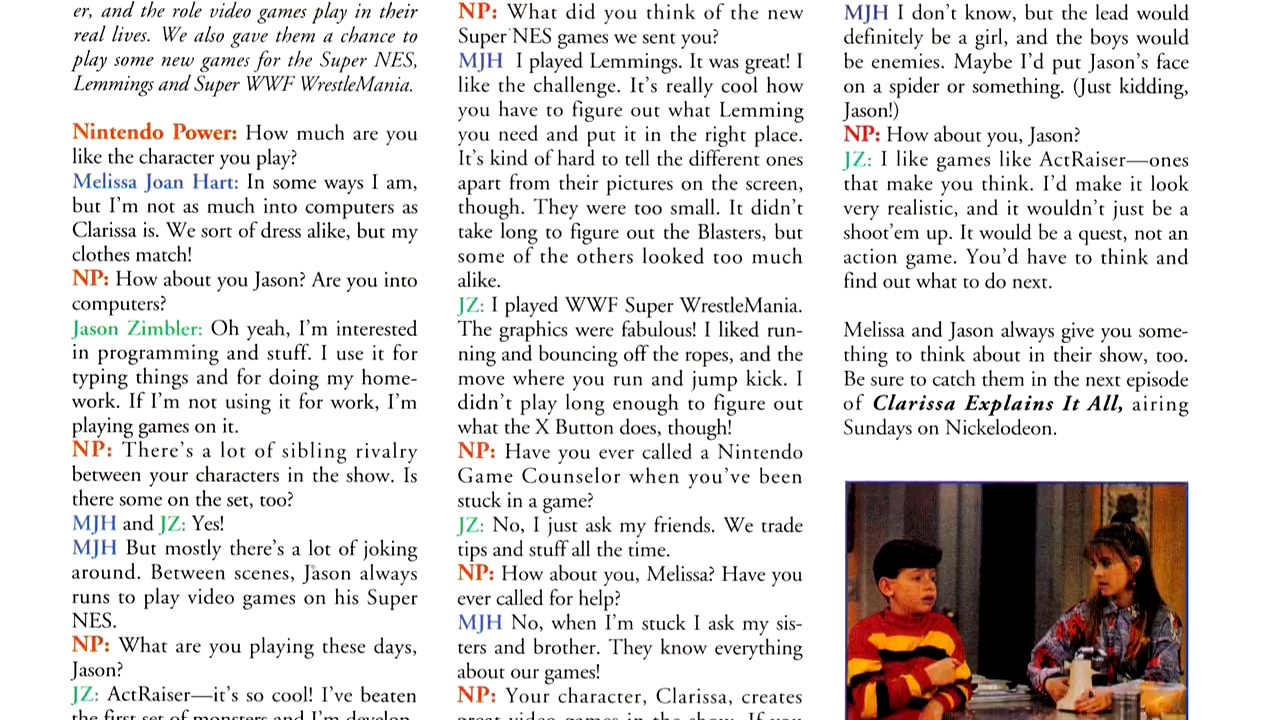 er, and the role video games play in their
real lives. We also gave them a chance to
play some new games for the Super NES,
Lemmings and Super WWF WrestleMania.
Nintendo Power: How much are you
like the character you play?
Melissa Joan Hart: In some ways I am,
but I'm not as much into computers as
Clarissa is. We sort of dress alike, but my
clothes match!
NP: How about you Jason? Are you into
computers?
Jason Zimbler: Oh yeah, I'm interested
in programming and stuff. I use it for
typing things and for doing my home-
work. If I'm not using it for work, I'm
playing games on it.
NP: There's a lot of sibling rivalry
between your characters in the show. Is
there some on the set, too?
MJH and JZ: Yes!
MJH But mostly there's a lot of joking
around. Between scenes, Jason always
runs to play video games on his Super
NES.
NP: What are you playing these days,
Jason?
JZ: ActRaiser—it's so cool! I've beaten
the first set of monsters and I'm develop-
NP: What did you think of the new
Super NES games we sent you?
MJH I played Lemmings. It was great! I
like the challenge. It's really cool how
you have to figure out what Lemming
you need and put it in the right place.
It's kind of hard to tell the different ones
apart from their pictures on the screen,
though. They were too small. It didn't
take long to figure out the Blasters, but
some of the others looked too much
alike.
JZ: I played WWF Super WrestleMania.
The graphics were fabulous! I liked run-
ning and bouncing off the ropes, and the
move where you run and jump kick. I
didn't play long enough to figure out
what the X Button does, though!
NP: Have you ever called a Nintendo
Game Counselor when you've been
stuck in a game?
JZ: No, I just ask my friends. We trade
tips and stuff all the time.
NP: How about you, Melissa? Have you
ever called for help?
MJH No, when I'm stuck I ask my sis-
ters and brother. They know everything
about our games!
NP: Your character, Clarissa, creates
great video games in the show. If you
MJH I don't know, but the lead would
definitely be a girl, and the boys would
be enemies. Maybe I'd put Jason's face
on a spider or something. (Just kidding,
Jason!)
NP: How about you, Jason?
JZ: I like games like ActRaiser—ones
that make you think. I'd make it look
very realistic, and it wouldn't just be a
shoot'em up. It would be a quest, not an
action game. You'd have to think and
find out what to do next.
Melissa and Jason always give you some-
thing to think about in their show, too.
Be sure to catch them in the next episode
of Clarissa Explains It All, airing
Sundays on Nickelodeon.